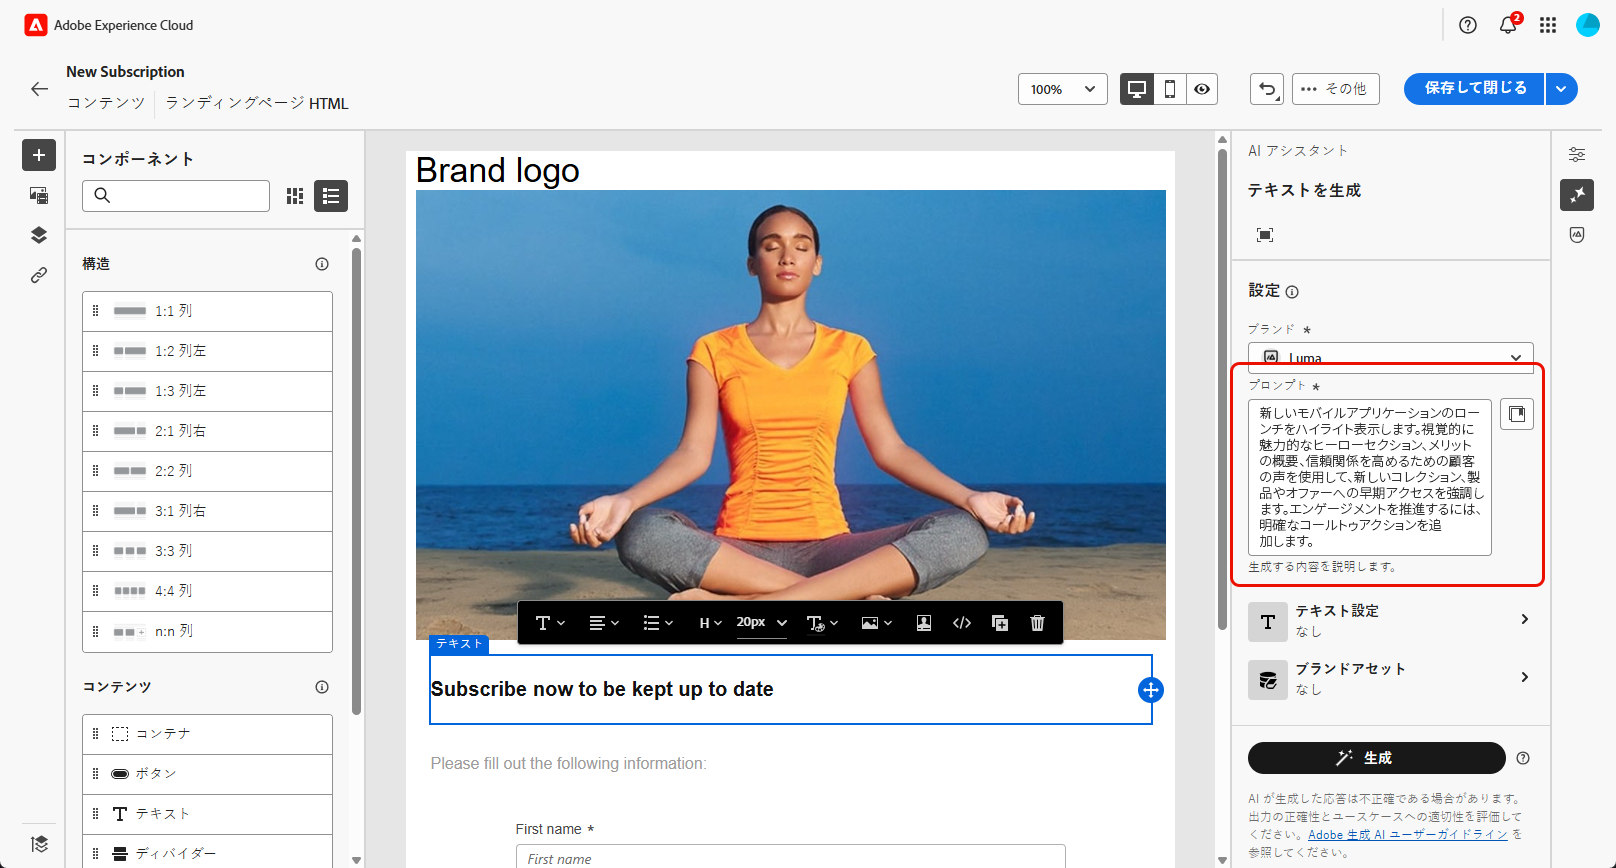 Adobe Experience Cloud
2
New Subscription
コンテンツ ランディングページ HTML
100%
その他
保存して閉じる
コンポーネント
構造
1:1 列
1:2 列左
1:3 列左
2:1 列右
2:2 列
3:1 列右
3:3 列
4:4 列
n:n 列
コンテンツ
コンテナ
ボタン
テキスト
ディバイダー
Brand logo
H 20px
テキスト
Subscribe now to be kept up to date
Please fill out the following information:
First name *
First name
AI アシスタント
テキストを生成
設定
ブランド *
Luma
プロンプト *
新しいモバイルアプリケーションのロー
ンチをハイライト表示します。視覚的に
魅力的なヒーローセクション、メリット
の概要、信頼関係を高めるための顧客
の声を使用して、新しいコレクション、製
品やオファーへの早期アクセスを強調し
ます。エンゲージメントを推進するには、
明確なコールトゥアクションを追
加します。
生成する内容を説明します。
テキスト設定
なし
ブランドアセット
なし
生成
AI が生成した応答は不正確である場合があります。
出力の正確性とユースケースへの適切性を評価して
ください。Adobe 生成 AI ユーザーガイドライン を
参照してください。